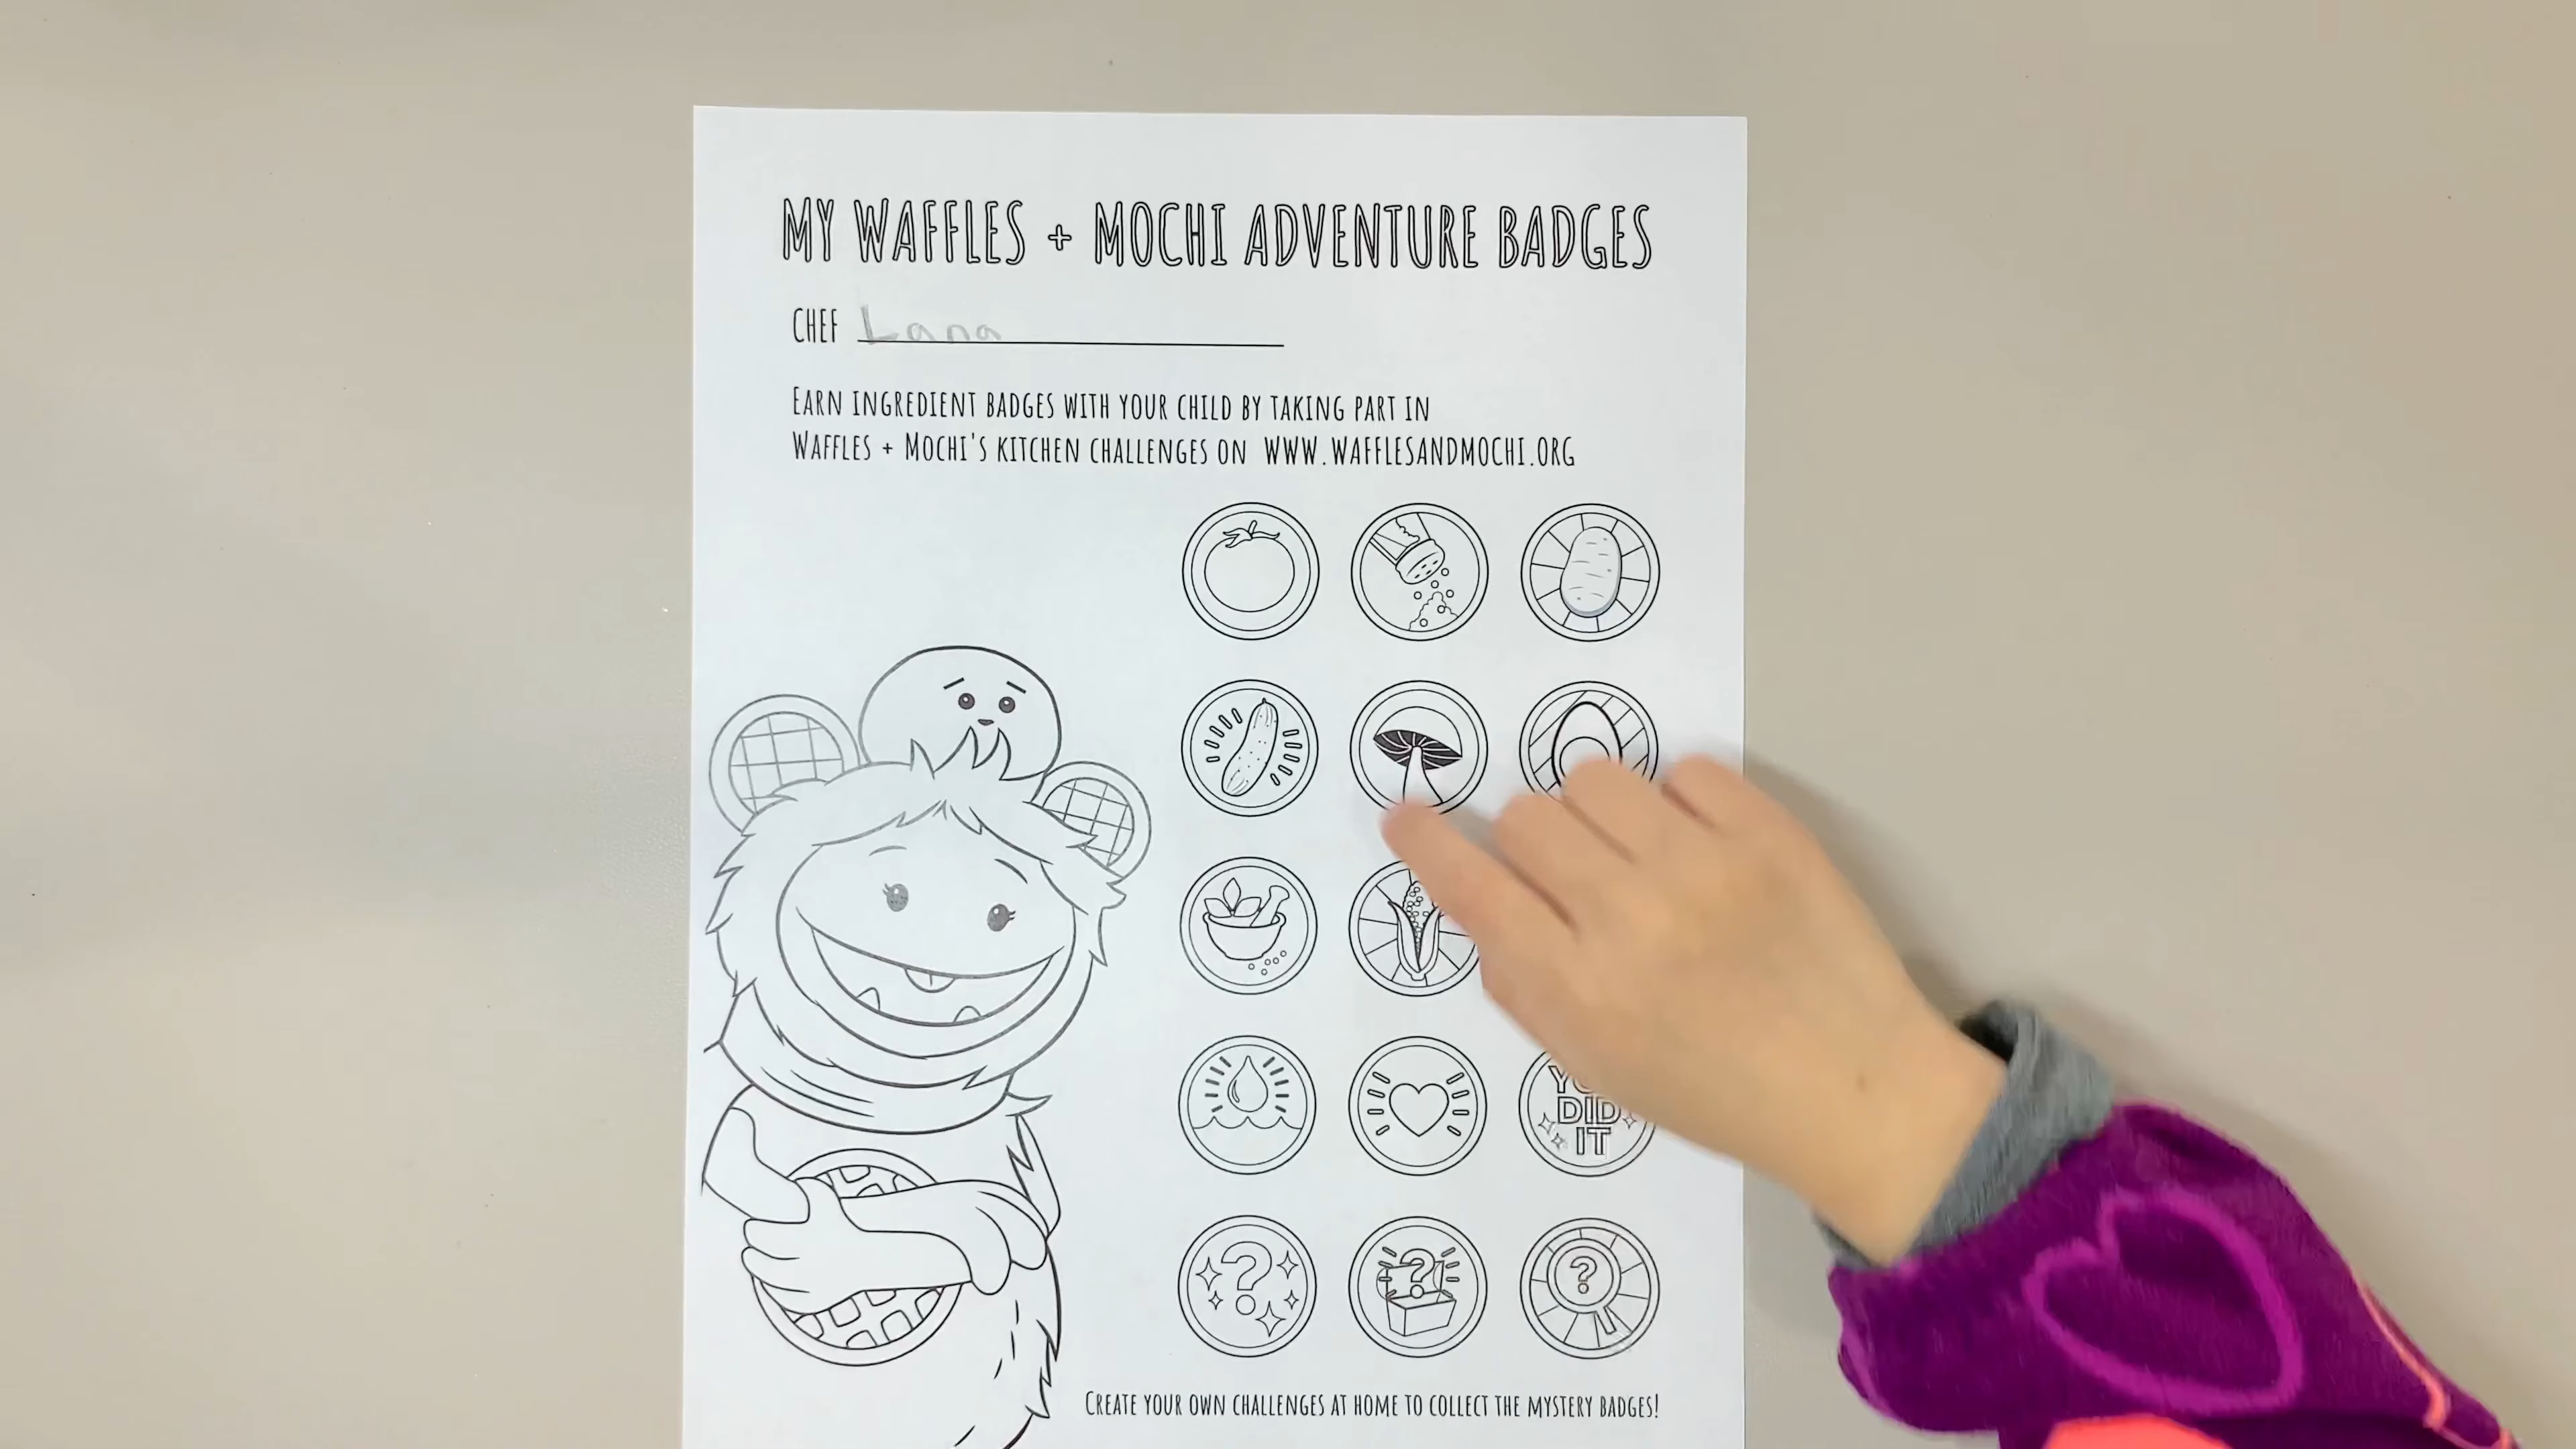 MY WAFFLES + MOCHI ADVENTURE BADGES
CHEF Lana
EARN INGREDIENT BADGES WITH YOUR CHILD BY TAKING PART IN
WAFFLES + MOCHI'S KITCHEN CHALLENGES ON WWW.WAFFLESANDMOCHI.ORG
DID
IT
? ? ?
CREATE YOUR OWN CHALLENGES AT HOME TO COLLECT THE MYSTERY BADGES!